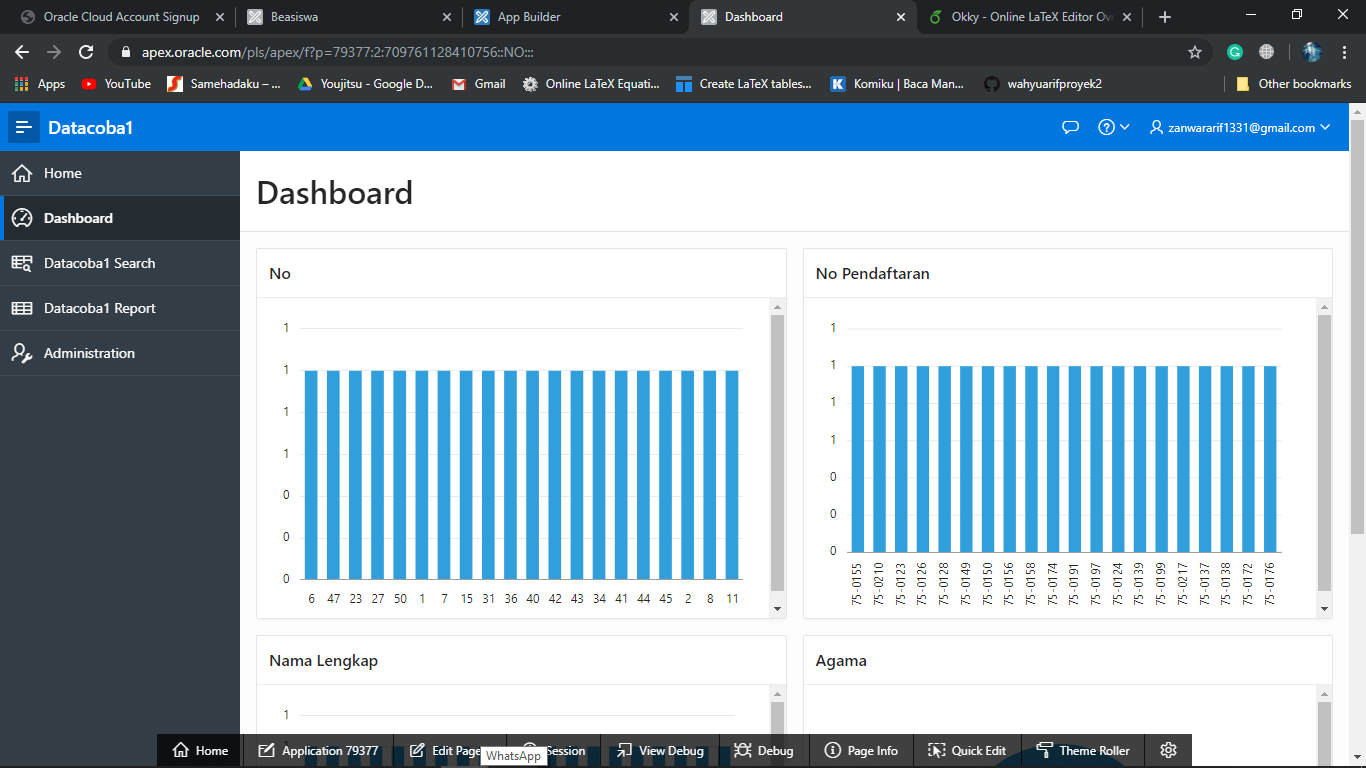 Oracle Cloud Account Signup
Beasiswa
App Builder
Dashboard
Okky - Online LaTeX Editor Ov
apex.oracle.com/pls/apex/f?p=79377:2:709761128410756::NO:::
Apps
YouTube
Samehadaku – ...
Youjitsu - Google D...
Gmail
Online LaTeX Equati...
Create LaTeX tables...
Komiku | Baca Man...
wahyuarifproyek2
Other bookmarks
Datacoba1
zanwararif1331@gmail.com
Home
Dashboard
Datacoba1 Search
Datacoba1 Report
Administration
Dashboard
No
1
1
1
1
0
0
0
6 47 23 27 50 1 7 15 31 36 40 42 43 34 41 44 45 2 8 11
No Pendaftaran
1
1
1
1
0
0
0
75-0155 75-0210 75-0123 75-0126 75-0128 75-0149 75-0150 75-0156 75-0158 75-0174 75-0191 75-0197 75-0124 75-0139 75-0199 75-0217 75-0137 75-0138 75-0172 75-0176
Nama Lengkap
1
Agama
Home
Application 79377
Edit Page
Session
View Debug
Debug
Page Info
Quick Edit
Theme Roller
WhatsApp